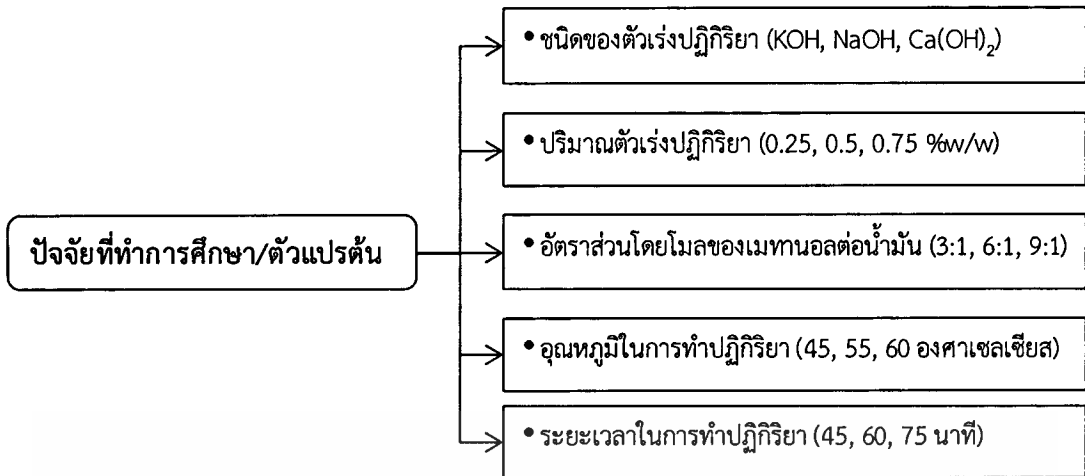 • ชนิดของตัวเร่งปฏิกิริยา (KOH, NaOH, Ca(OH)₂)
• ปริมาณตัวเร่งปฏิกิริยา (0.25, 0.5, 0.75 %w/w)
ปัจจัยที่ทำการศึกษา/ตัวแปรต้น
• อัตราส่วนโดยโมลของเมทานอลต่อน้ำมัน (3:1, 6:1, 9:1)
• อุณหภูมิในการทำปฏิกิริยา (45, 55, 60 องศาเซลเซียส)
• ระยะเวลาในการทำปฏิกิริยา (45, 60, 75 นาที)